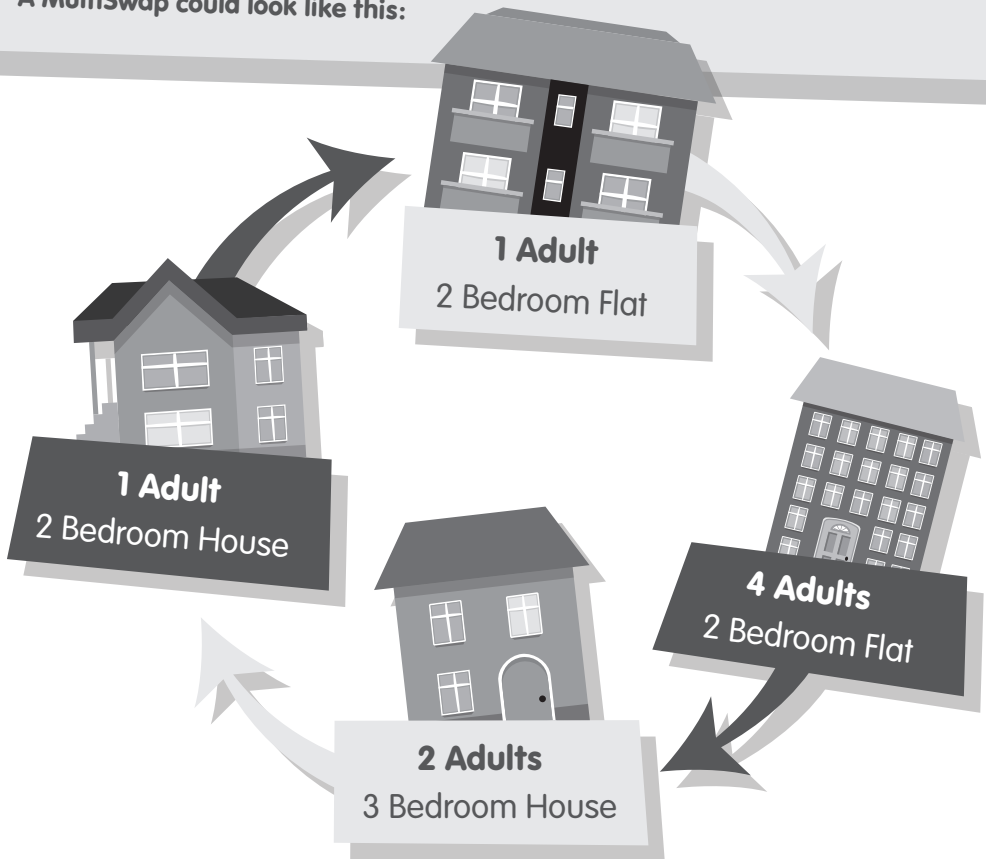 A MultiSwap could look like this:
1 Adult
2 Bedroom Flat
1 Adult
2 Bedroom House
4 Adults
2 Bedroom Flat
2 Adults
3 Bedroom House